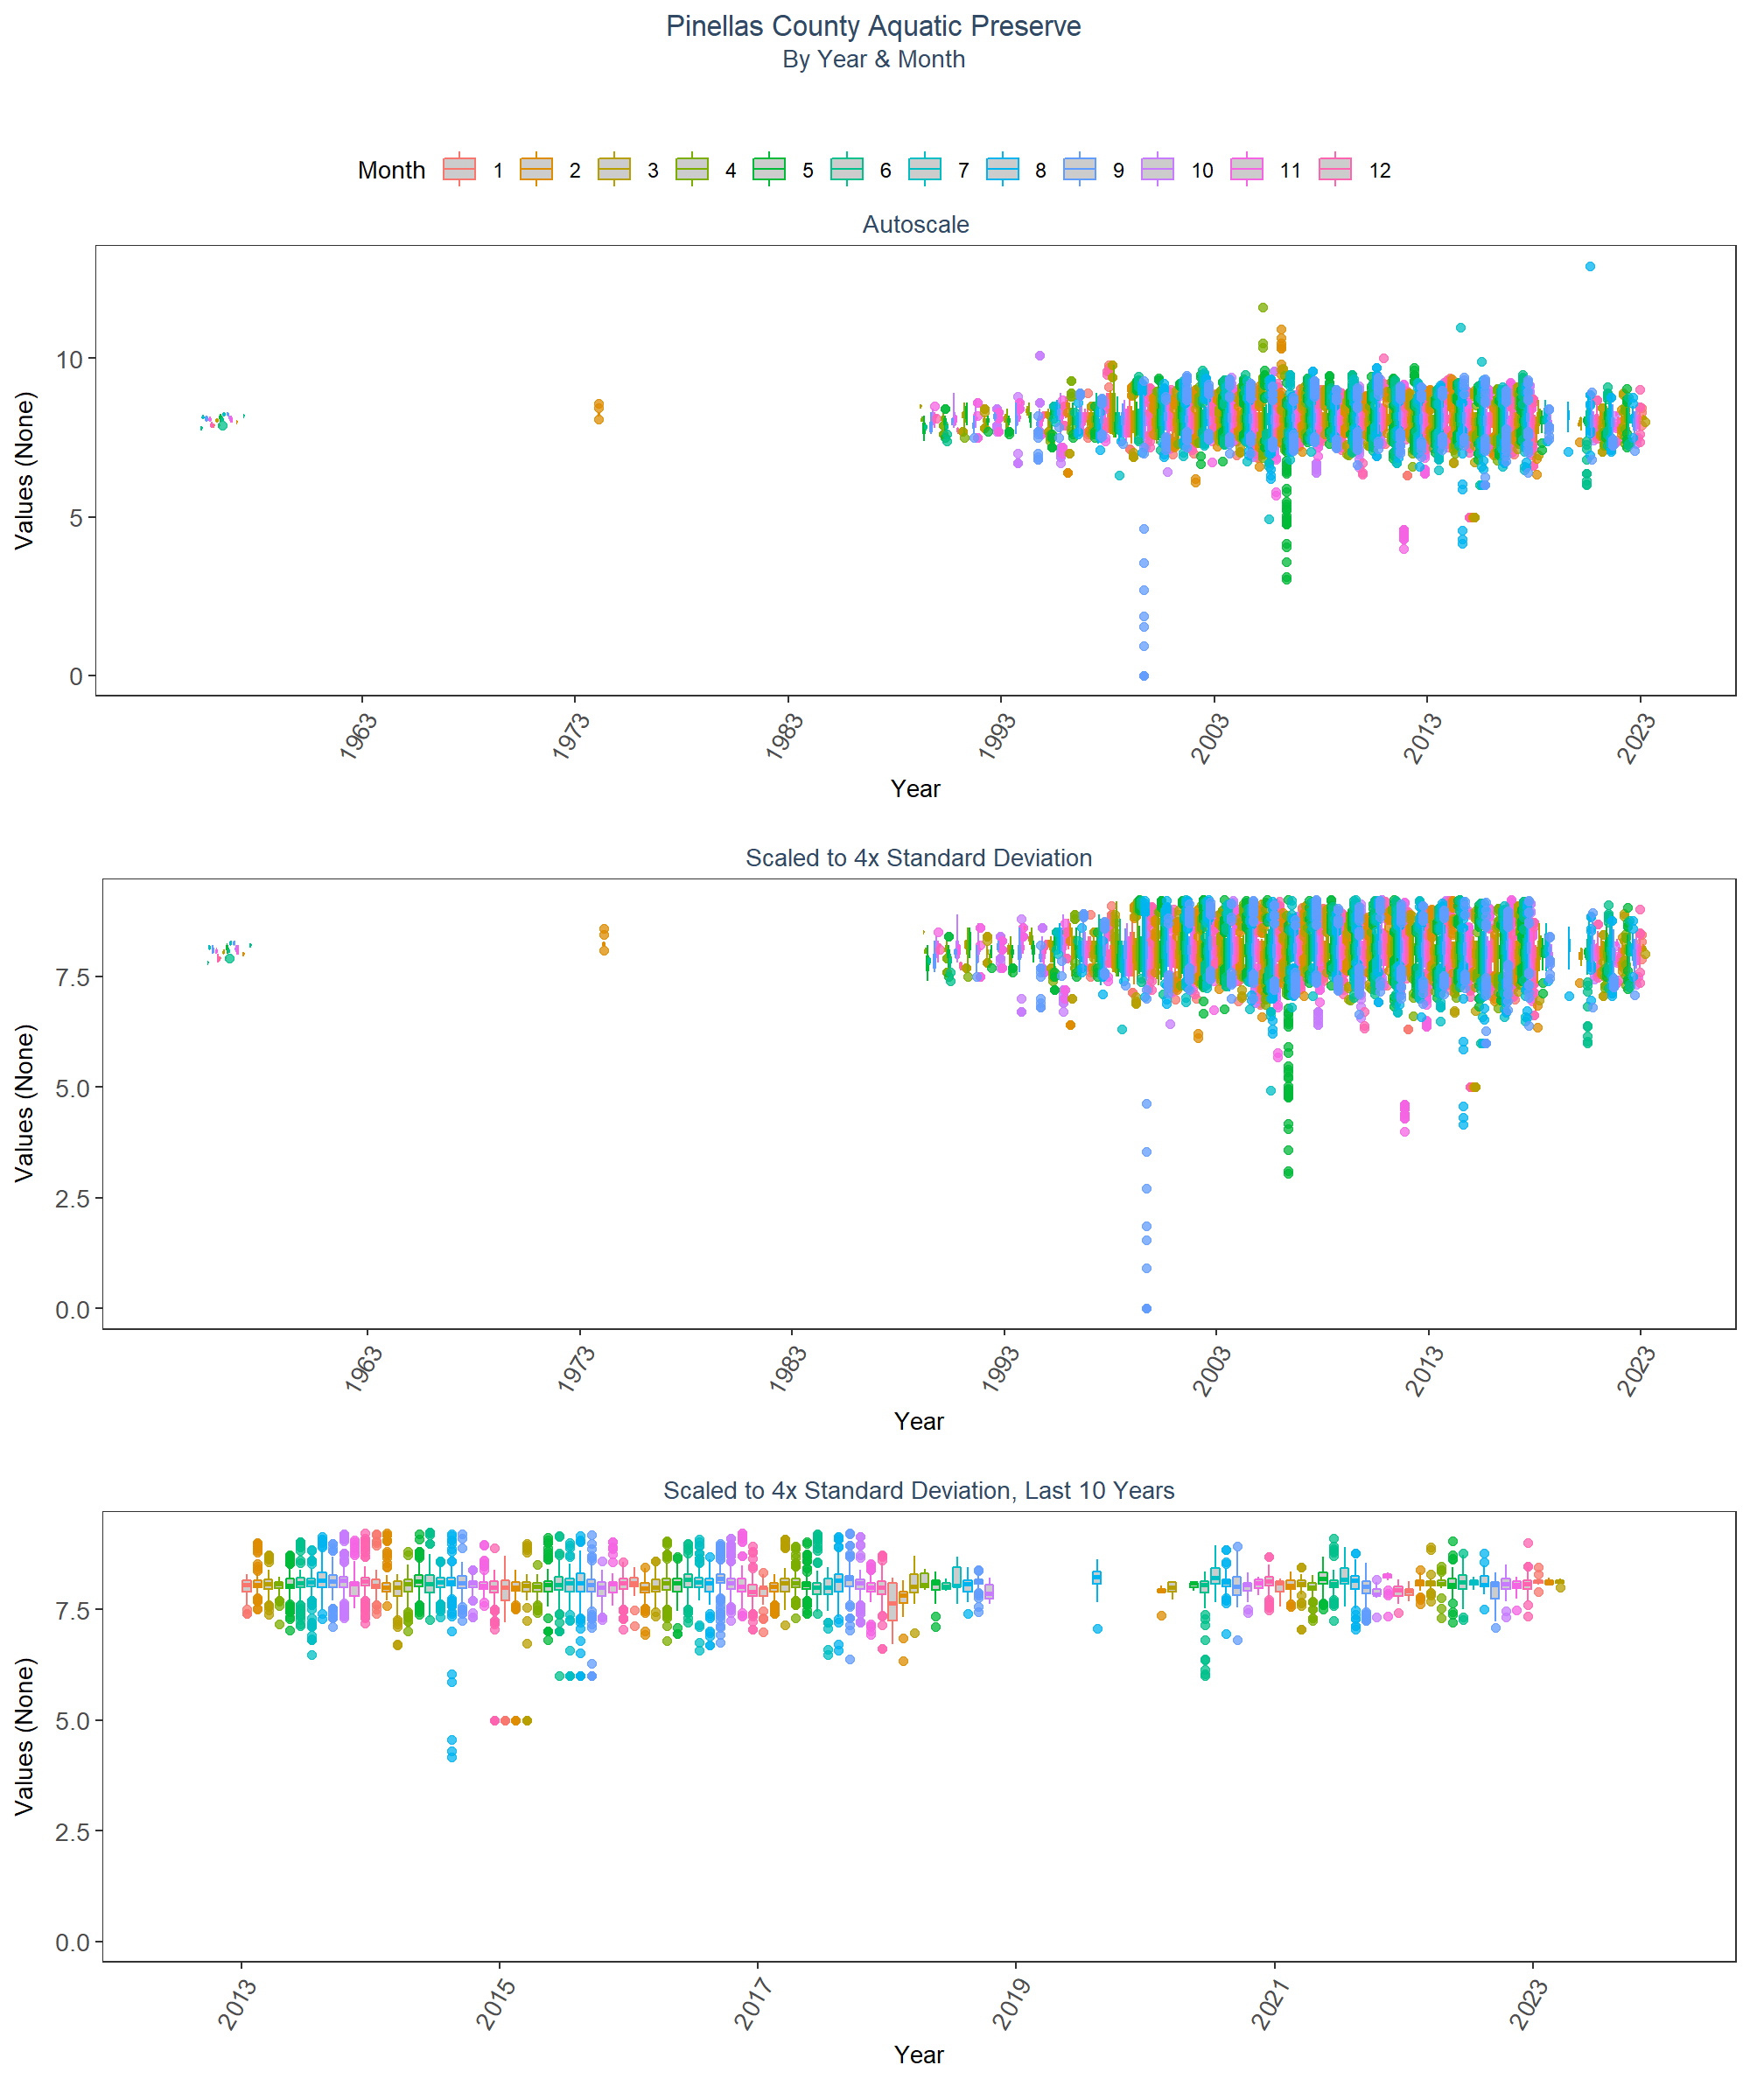 Pinellas County Aquatic Preserve
By Year & Month
Month 1 2 3 4 5 6 7 8 9 10 11 12
Autoscale
Values (None)
10
5
0
1963 1973 1983 1993 2003 2013 2023
Year
Scaled to 4x Standard Deviation
Values (None)
7.5
5.0
2.5
0.0
1963 1973 1983 1993 2003 2013 2023
Year
Scaled to 4x Standard Deviation, Last 10 Years
Values (None)
7.5
5.0
2.5
0.0
2013 2015 2017 2019 2021 2023
Year